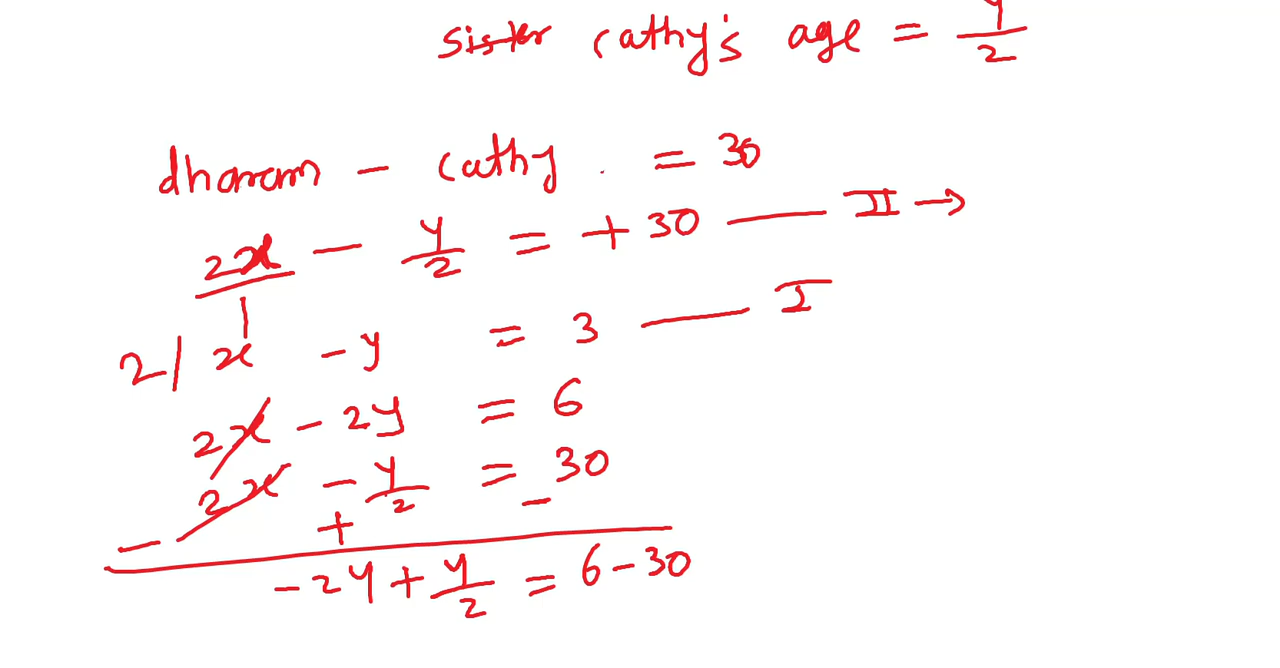 sister cathy's age = y/2
dharam - cathy . = 30
2x - y/2 = + 30 —— II →
2/ x - y = 3 —— I
2x - 2y = 6
2x - y/2 = 30
- + -
-2y + y/2 = 6 - 30